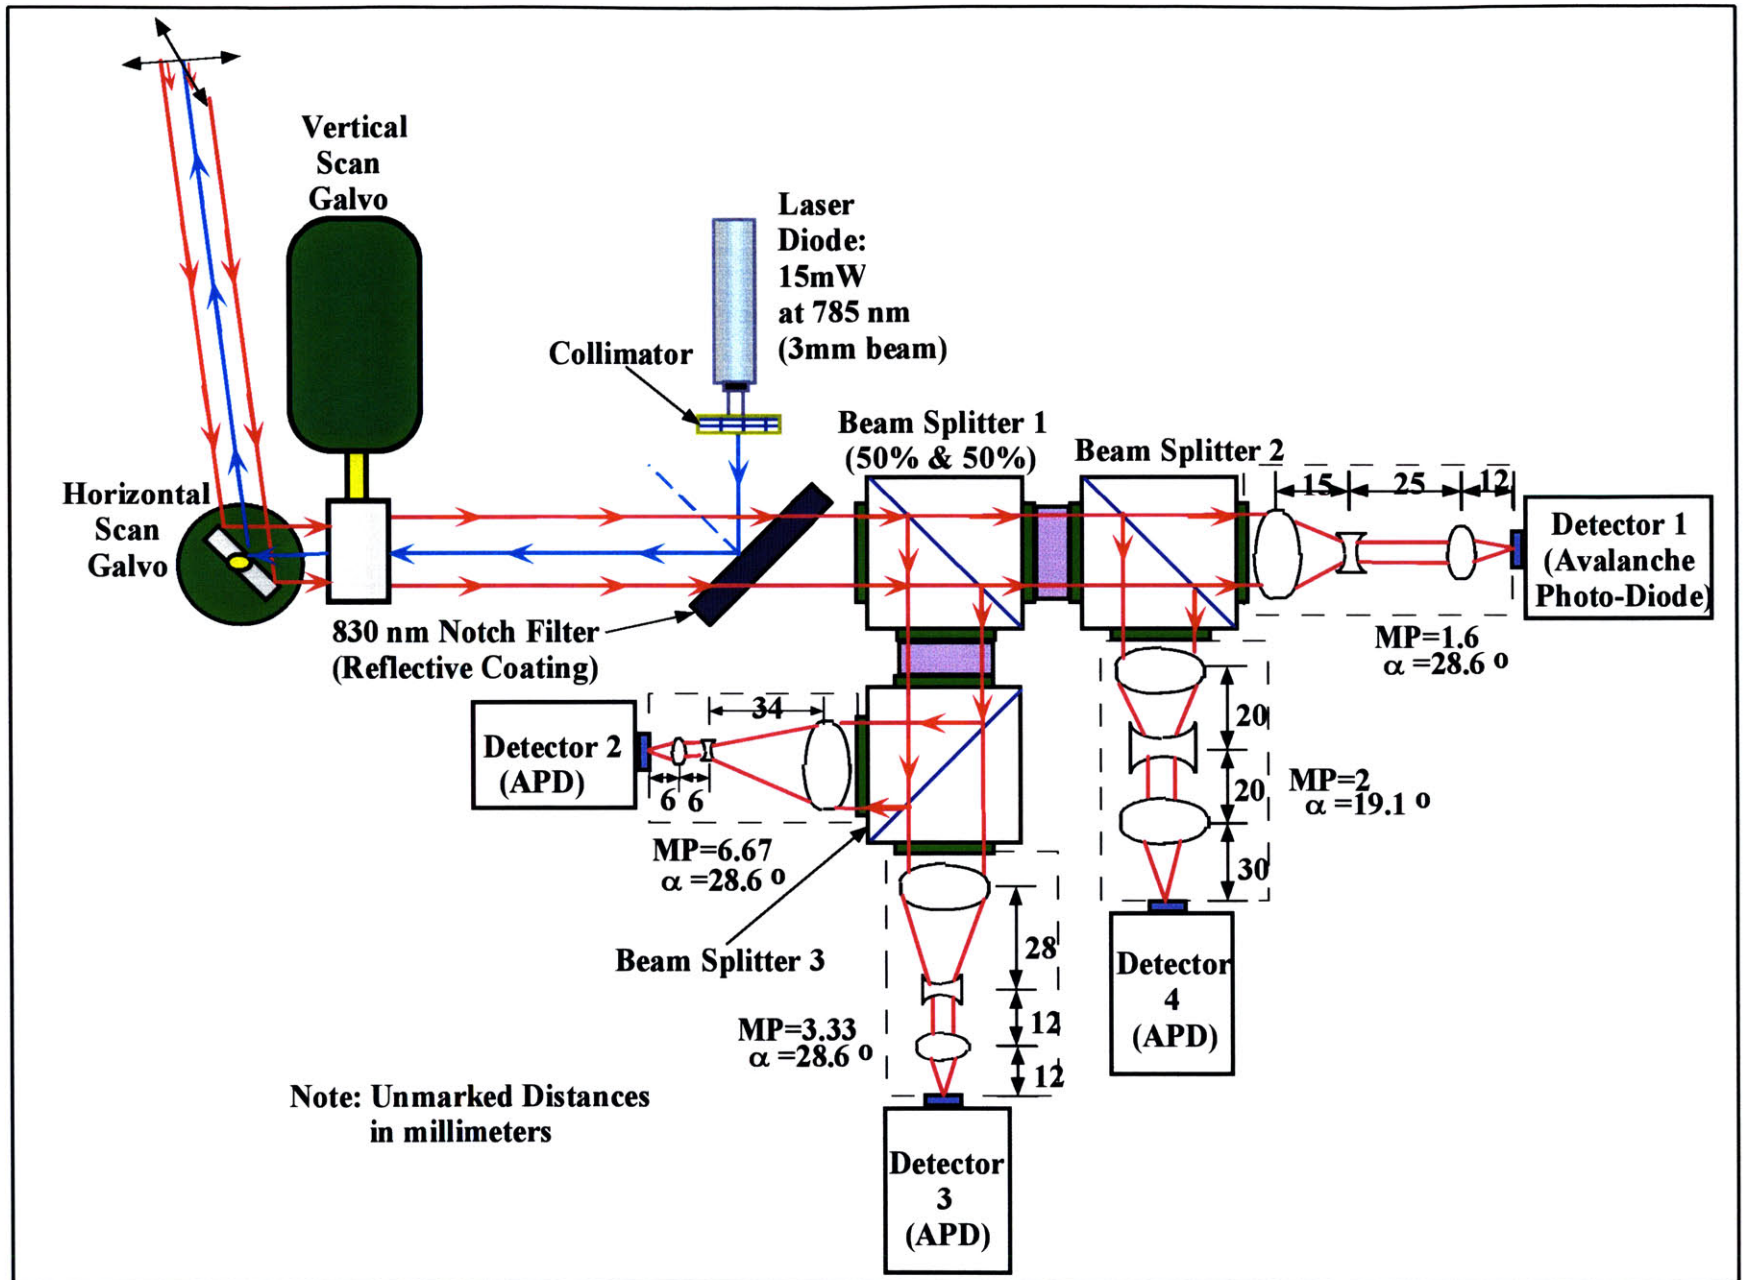 Vertical
Scan
Galvo
Laser
Diode:
15mW
at 785 nm
(3mm beam)
Collimator
Beam Splitter 1
(50% & 50%)
Beam Splitter 2
15
25
12
Horizontal
Scan
Galvo
Detector 1
(Avalanche
Photo-Diode)
830 nm Notch Filter
(Reflective Coating)
MP=1.6
α =28.6 o
34
Detector 2
(APD)
6
6
20
20
30
MP=2
α =19.1 o
MP=6.67
α =28.6 o
Beam Splitter 3
28
12
12
Detector
4
(APD)
MP=3.33
α =28.6 o
Note: Unmarked Distances
in millimeters
Detector
3
(APD)